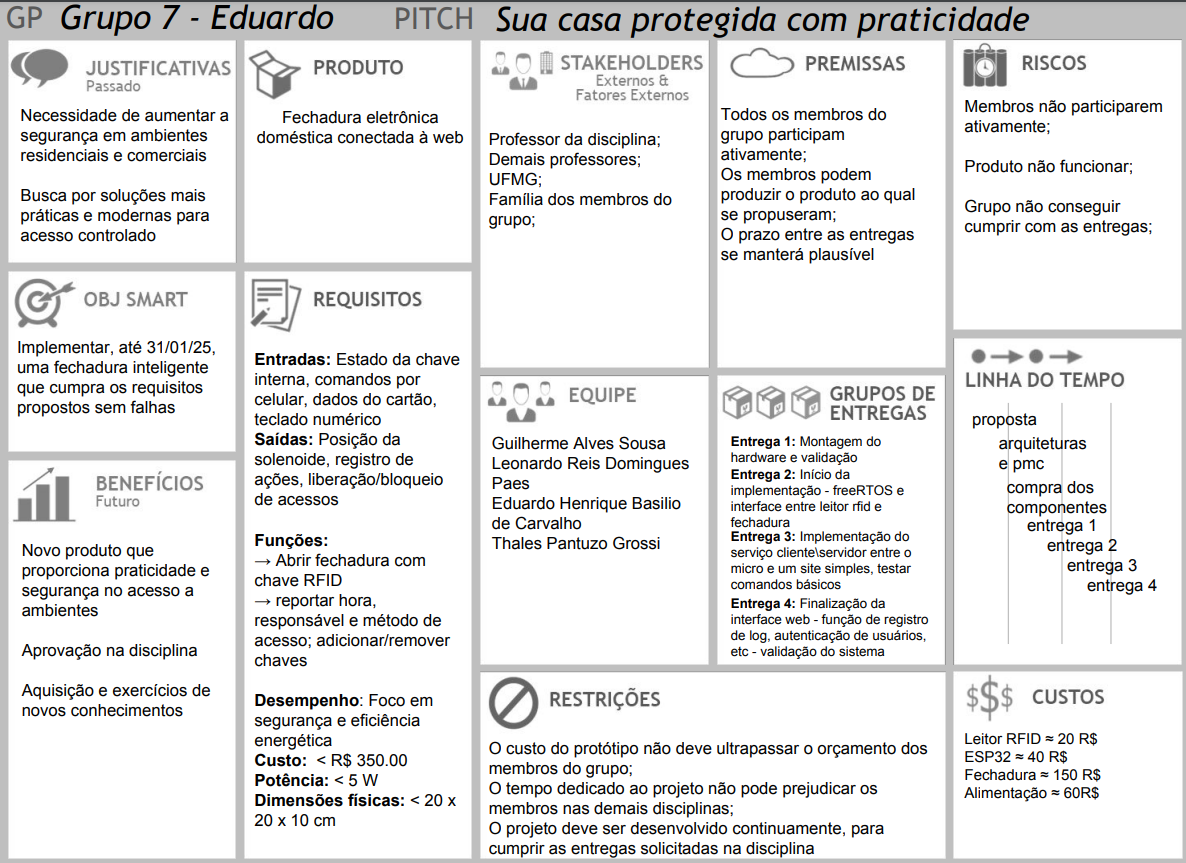 GP Grupo 7 - Eduardo PITCH Sua casa protegida com praticidade
JUSTIFICATIVAS
Passado
Necessidade de aumentar a
segurança em ambientes
residenciais e comerciais
Busca por soluções mais
práticas e modernas para
acesso controlado
PRODUTO
Fechadura eletrônica
doméstica conectada à web
STAKEHOLDERS
Externos &
Fatores Externos
Professor da disciplina;
Demais professores;
UFMG;
Família dos membros do
grupo;
PREMISSAS
Todos os membros do
grupo participam
ativamente;
Os membros podem
produzir o produto ao qual
se propuseram;
O prazo entre as entregas
se manterá plausível
RISCOS
Membros não participarem
ativamente;
Produto não funcionar;
Grupo não conseguir
cumprir com as entregas;
OBJ SMART
Implementar, até 31/01/25,
uma fechadura inteligente
que cumpra os requisitos
propostos sem falhas
REQUISITOS
Entradas: Estado da chave
interna, comandos por
celular, dados do cartão,
teclado numérico
Saídas: Posição da
solenoide, registro de
ações, liberação/bloqueio
de acessos
Funções:
→ Abrir fechadura com
chave RFID
→ reportar hora,
responsável e método de
acesso; adicionar/remover
chaves
Desempenho: Foco em
segurança e eficiência
energética
Custo: < R$ 350.00
Potência: < 5 W
Dimensões físicas: < 20 x
20 x 10 cm
EQUIPE
Guilherme Alves Sousa
Leonardo Reis Domingues
Paes
Eduardo Henrique Basilio
de Carvalho
Thales Pantuzo Grossi
GRUPOS DE
ENTREGAS
Entrega 1: Montagem do
hardware e validação
Entrega 2: Início da
implementação - freeRTOS e
interface entre leitor rfid e
fechadura
Entrega 3: Implementação do
serviço cliente\servidor entre o
micro e um site simples, testar
comandos básicos
Entrega 4: Finalização da
interface web - função de registro
de log, autenticação de usuários,
etc - validação do sistema
LINHA DO TEMPO
proposta
arquiteturas
e pmc
compra dos
componentes
entrega 1
entrega 2
entrega 3
entrega 4
BENEFÍCIOS
Futuro
Novo produto que
proporciona praticidade e
segurança no acesso a
ambientes
Aprovação na disciplina
Aquisição e exercícios de
novos conhecimentos
RESTRIÇÕES
O custo do protótipo não deve ultrapassar o orçamento dos
membros do grupo;
O tempo dedicado ao projeto não pode prejudicar os
membros nas demais disciplinas;
O projeto deve ser desenvolvido continuamente, para
cumprir as entregas solicitadas na disciplina
$$$ CUSTOS
Leitor RFID ≈ 20 R$
ESP32 ≈ 40 R$
Fechadura ≈ 150 R$
Alimentação ≈ 60R$